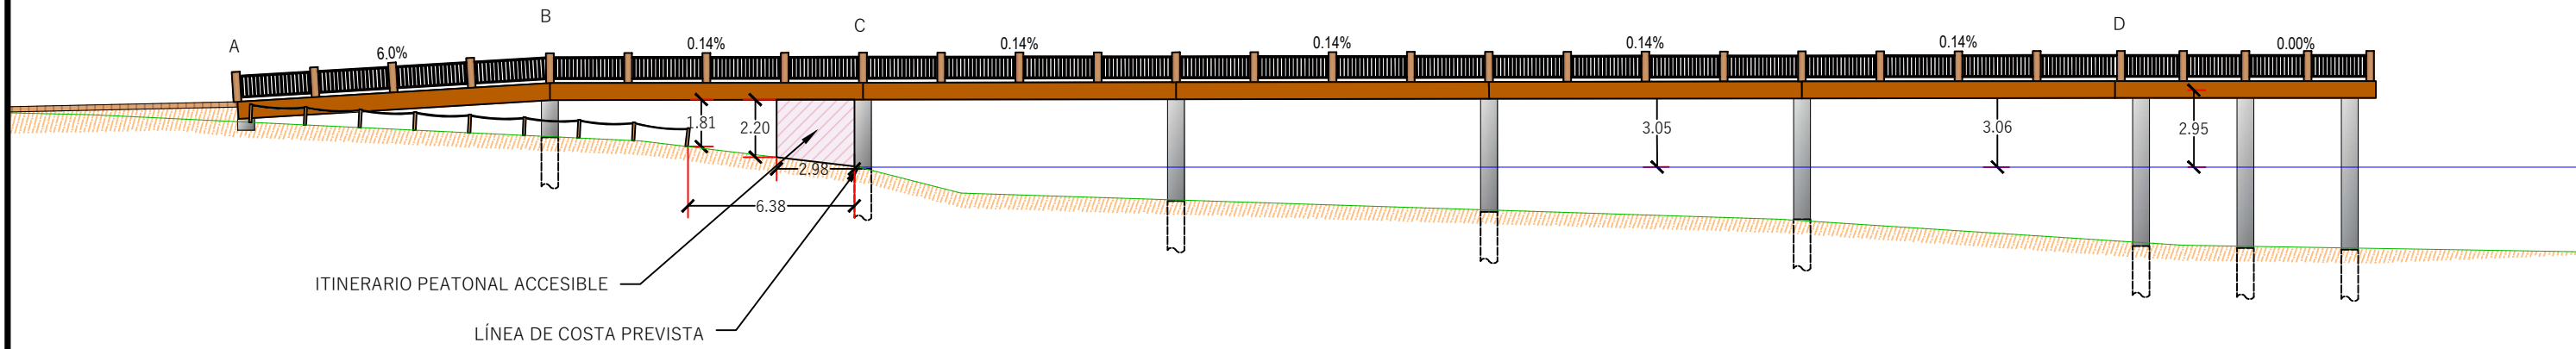 A
B
C
D
6.0%
0.14%
0.14%
0.14%
0.14%
0.14%
0.00%
1.81
2.20
2.98
6.38
3.05
3.06
2.95
ITINERARIO PEATONAL ACCESIBLE
LÍNEA DE COSTA PREVISTA